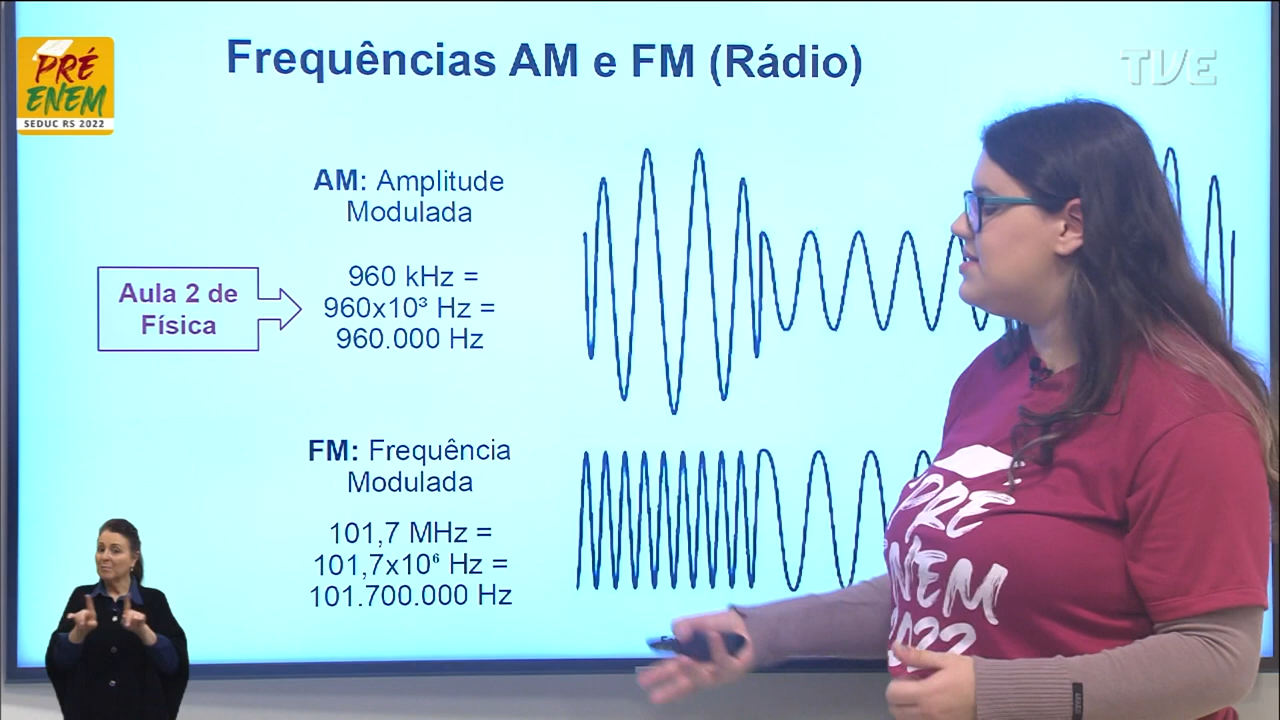 PRÉ
ENEM
SEDUC RS 2022
Frequências AM e FM (Rádio)
TVE
AM: Amplitude
Modulada
960 kHz =
960x10³ Hz =
960.000 Hz
Aula 2 de
Física
FM: Frequência
Modulada
101,7 MHz =
101,7x10⁶ Hz =
101.700.000 Hz
PRÉ
ENEM
2022